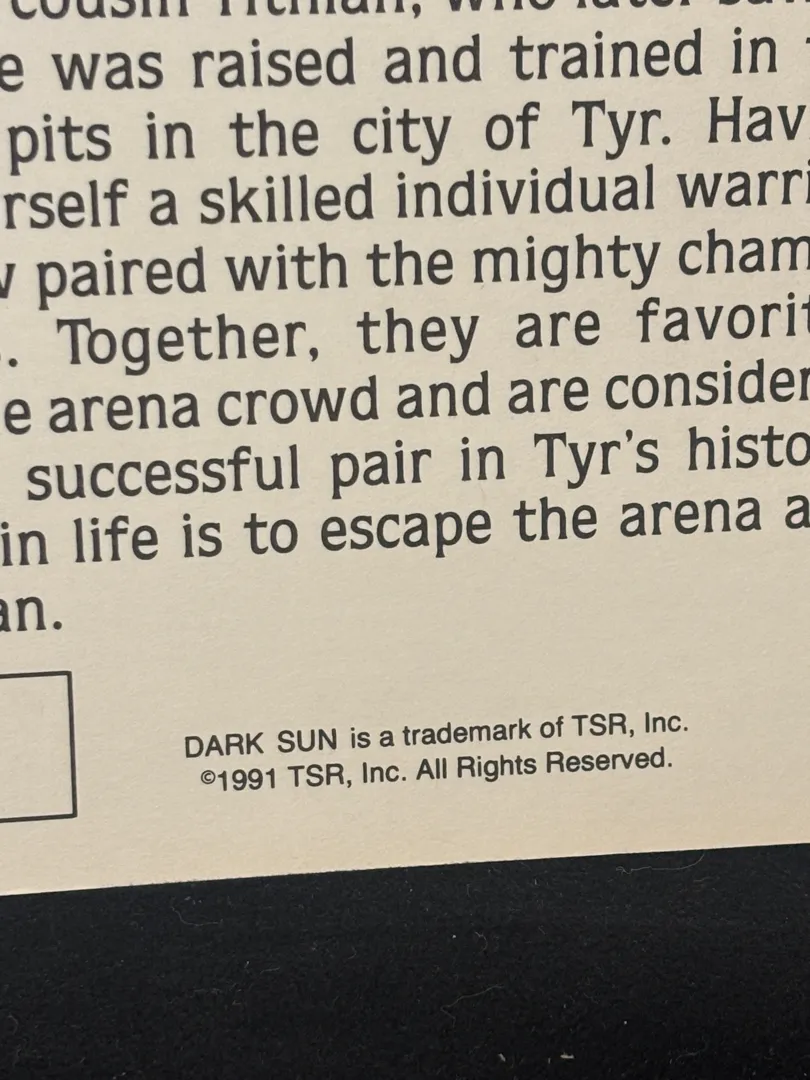 cousin
e was raised and trained in
pits in the city of Tyr. Hav
rself a skilled individual warri
paired with the mighty cham
. Together, they are favorit
e arena crowd and are consider
successful pair in Tyr's histo
in life is to escape the arena a
an.
DARK SUN is a trademark of TSR, Inc.
©1991 TSR, Inc. All Rights Reserved.